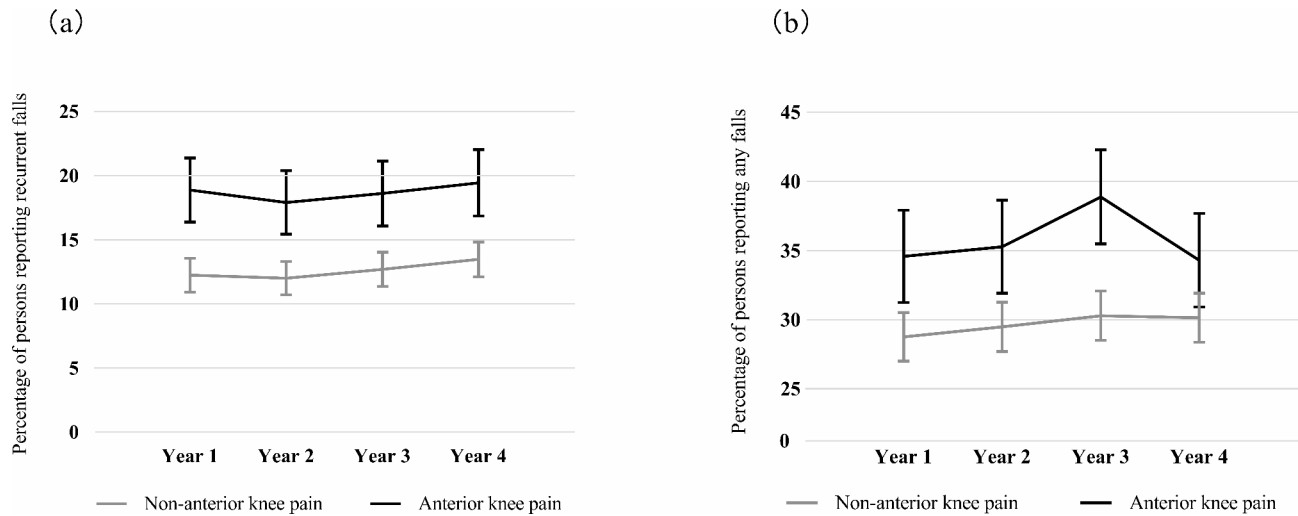 (a)
Percentage of persons reporting recurrent falls
25
20
15
10
5
0
Year 1 Year 2 Year 3 Year 4
Non-anterior knee pain Anterior knee pain
(b)
Percentage of persons reporting any falls
45
40
35
30
25
0
Year 1 Year 2 Year 3 Year 4
Non-anterior knee pain Anterior knee pain